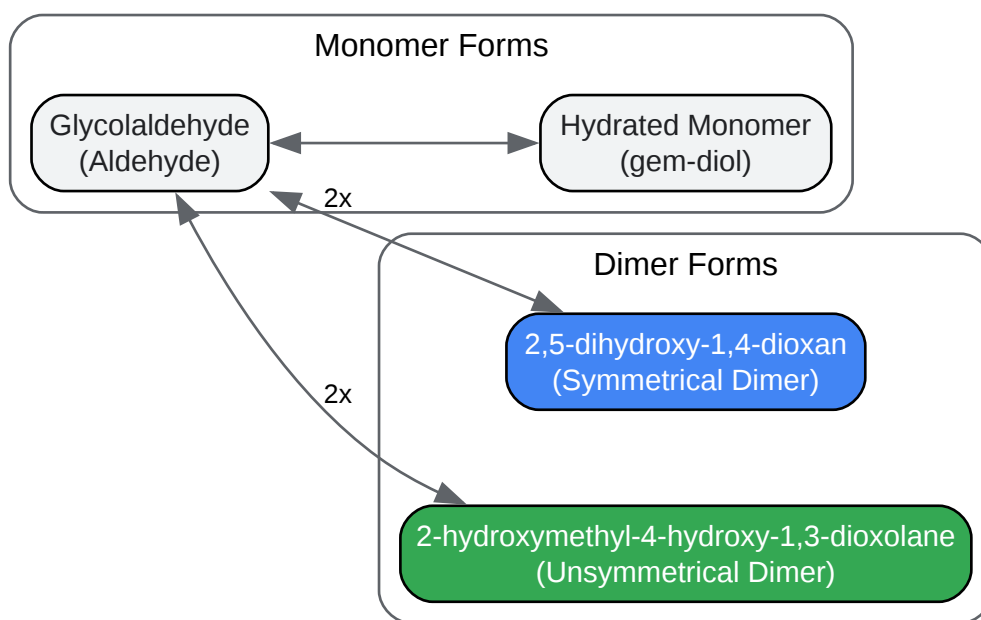 Monomer Forms
Glycolaldehyde
(Aldehyde)
Hydrated Monomer
(gem-diol)
2x
Dimer Forms
2,5-dihydroxy-1,4-dioxan
(Symmetrical Dimer)
2x
2-hydroxymethyl-4-hydroxy-1,3-dioxolane
(Unsymmetrical Dimer)